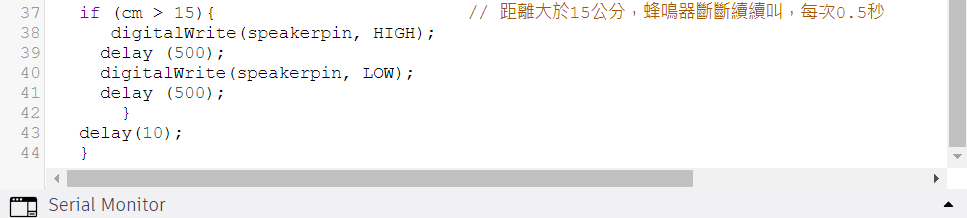 37 if (cm > 15){ // 距離大於15公分，蜂鳴器斷斷續續叫，每次0.5秒
38 digitalWrite(speakerpin, HIGH);
39 delay (500);
40 digitalWrite(speakerpin, LOW);
41 delay (500);
42 }
43 delay(10);
44 }
Serial Monitor